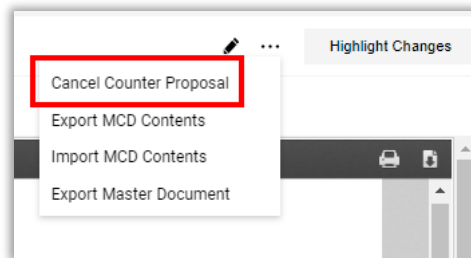 Highlight Changes
Cancel Counter Proposal
Export MCD Contents
Import MCD Contents
Export Master Document